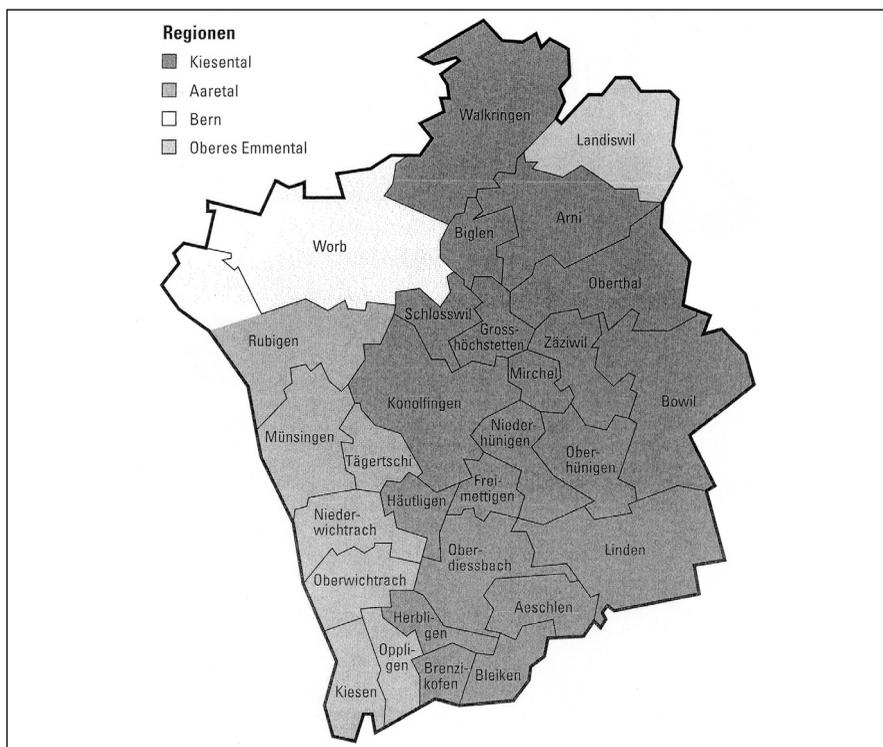 Regionen
Kiesental
Aaretal
Bern
Oberes Emmental
Walkringen
Landiswil
Arni
Biglen
Worb
Oberthal
Schlosswil
Gross-
höchstetten
Zäziwil
Rubigen
Mirchel
Konolfingen
Bowil
Nieder-
hünigen
Münsingen
Ober-
hünigen
Tägertschi
Frei-
mettigen
Häutligen
Nieder-
wichtrach
Ober-
diessbach
Linden
Oberwichtrach
Aeschlen
Herbli-
gen
Oppli-
gen
Brenzi-
kofen
Bleiken
Kiesen